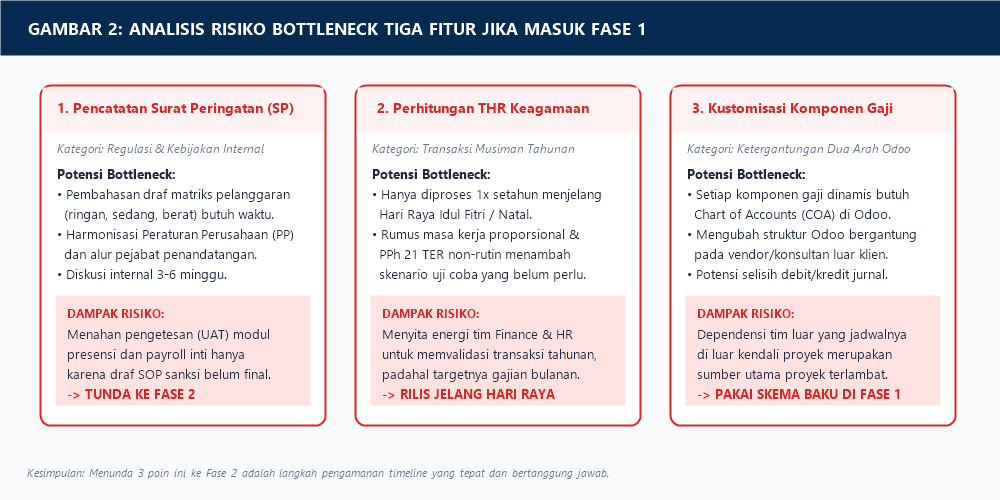 GAMBAR 2: ANALISIS RISIKO BOTTLENECK TIGA FITUR JIKA MASUK FASE 1
1. Pencatatan Surat Peringatan (SP)
Kategori: Regulasi & Kebijakan Internal
Potensi Bottleneck:
• Pembahasan draf matriks pelanggaran
(ringan, sedang, berat) butuh waktu.
• Harmonisasi Peraturan Perusahaan (PP)
dan alur pejabat penandatangan.
• Diskusi internal 3-6 minggu.
DAMPAK RISIKO:
Menahan pengetesan (UAT) modul
presensi dan payroll inti hanya
karena draf SOP sanksi belum final.
-> TUNDA KE FASE 2
2. Perhitungan THR Keagamaan
Kategori: Transaksi Musiman Tahunan
Potensi Bottleneck:
• Hanya diproses 1x setahun menjelang
Hari Raya Idul Fitri / Natal.
• Rumus masa kerja proporsional &
PPh 21 TER non-rutin menambah
skenario uji coba yang belum perlu.
DAMPAK RISIKO:
Menyita energi tim Finance & HR
untuk memvalidasi transaksi tahunan,
padahal targetnya gajian bulanan.
-> RILIS JELANG HARI RAYA
3. Kustomisasi Komponen Gaji
Kategori: Ketergantungan Dua Arah Odoo
Potensi Bottleneck:
• Setiap komponen gaji dinamis butuh
Chart of Accounts (COA) di Odoo.
• Mengubah struktur Odoo bergantung
pada vendor/konsultan luar klien.
• Potensi selisih debit/kredit jurnal.
DAMPAK RISIKO:
Dependensi tim luar yang jadwalnya
di luar kendali proyek merupakan
sumber utama proyek terlambat.
-> PAKAI SKEMA BAKU DI FASE 1
Kesimpulan: Menunda 3 poin ini ke Fase 2 adalah langkah pengamanan timeline yang tepat dan bertanggung jawab.